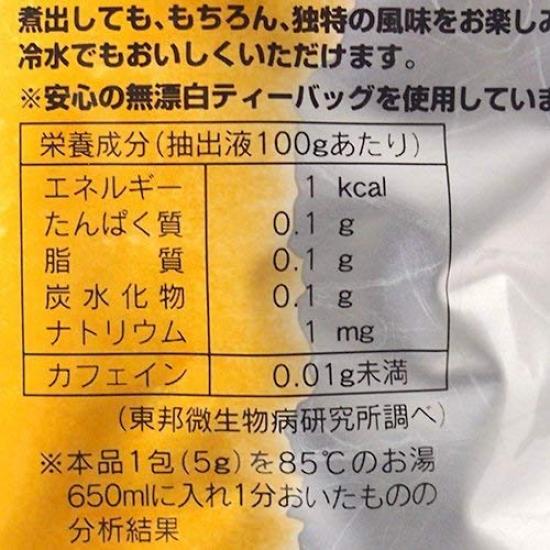 煮出しても、もちろん、独特の風味をお楽しみ
冷水でもおいしくいただけます。
※安心の無漂白ティーバッグを使用していま
栄養成分(抽出液100gあたり)
エネルギー 1 kcal
たんぱく質 0.1 g
脂質 0.1 g
炭水化物 0.1 g
ナトリウム 1 mg
カフェイン 0.01g未満
(東邦微生物病研究所調べ)
※本品1包(5g)を85℃のお湯
650mlに入れ1分おいたものの
分析結果